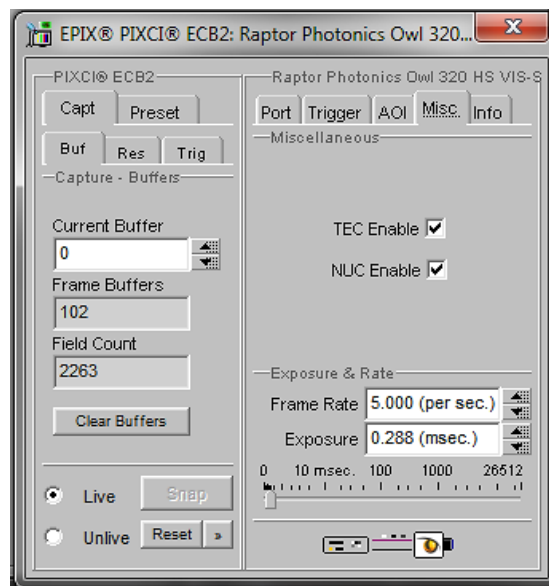 EPIX® PIXCI® ECB2: Raptor Photonics Owl 320...
PIXCI® ECB2
Capt
Preset
Buf
Res
Trig
Capture - Buffers
Current Buffer
0
Frame Buffers
102
Field Count
2263
Clear Buffers
Live
Snap
Unlive
Reset
»
Raptor Photonics Owl 320 HS VIS-S
Port
Trigger
AOI
Misc.
Info
Miscellaneous
TEC Enable
NUC Enable
Exposure & Rate
Frame Rate 5.000 (per sec.)
Exposure 0.288 (msec.)
0 10 msec. 100 1000 26512